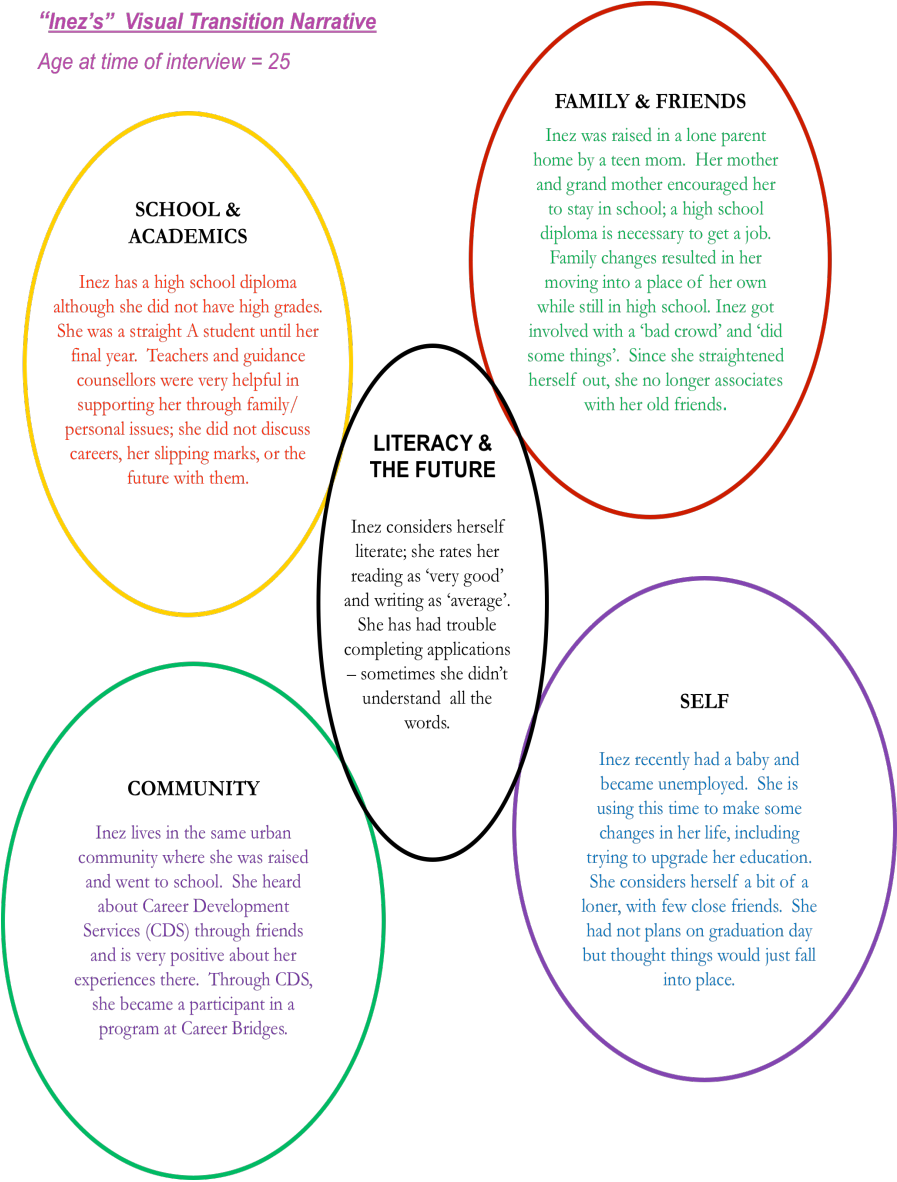 “Inez’s”  Visual Transition Narrative
Age at time of interview = 25
SCHOOL &
ACADEMICS
Inez has a high school diploma
although she did not have high grades.
She was a straight A student until her
final year.  Teachers and guidance
counsellors were very helpful in
supporting her through family/
personal issues; she did not discuss
careers, her slipping marks, or the
future with them.
FAMILY & FRIENDS
Inez was raised in a lone parent
home by a teen mom.  Her mother
and grand mother encouraged her
to stay in school; a high school
diploma is necessary to get a job.
Family changes resulted in her
moving into a place of her own
while still in high school. Inez got
involved with a ‘bad crowd’ and ‘did
some things’.  Since she straightened
herself out, she no longer associates
with her old friends.
LITERACY &
THE FUTURE
Inez considers herself
literate; she rates her
reading as ‘very good’
and writing as ‘average’.
She has had trouble
completing applications
– sometimes she didn’t
understand  all the
words.
COMMUNITY
Inez lives in the same urban
community where she was raised
and went to school.  She heard
about Career Development
Services (CDS) through friends
and is very positive about her
experiences there.  Through CDS,
she became a participant in a
program at Career Bridges.
SELF
Inez recently had a baby and
became unemployed.  She is
using this time to make some
changes in her life, including
trying to upgrade her education.
She considers herself a bit of a
loner, with few close friends.  She
had not plans on graduation day
but thought things would just fall
into place.